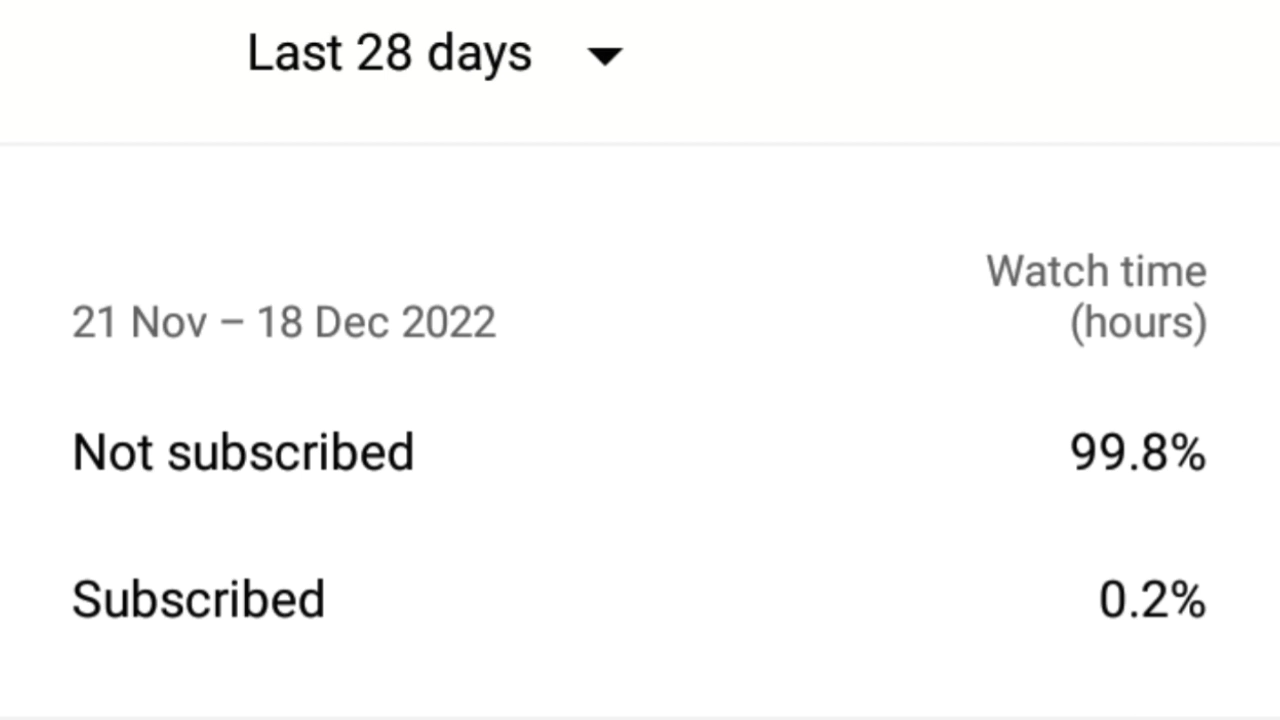 Last 28 days
Watch time
21 Nov – 18 Dec 2022 (hours)
Not subscribed 99.8%
Subscribed 0.2%